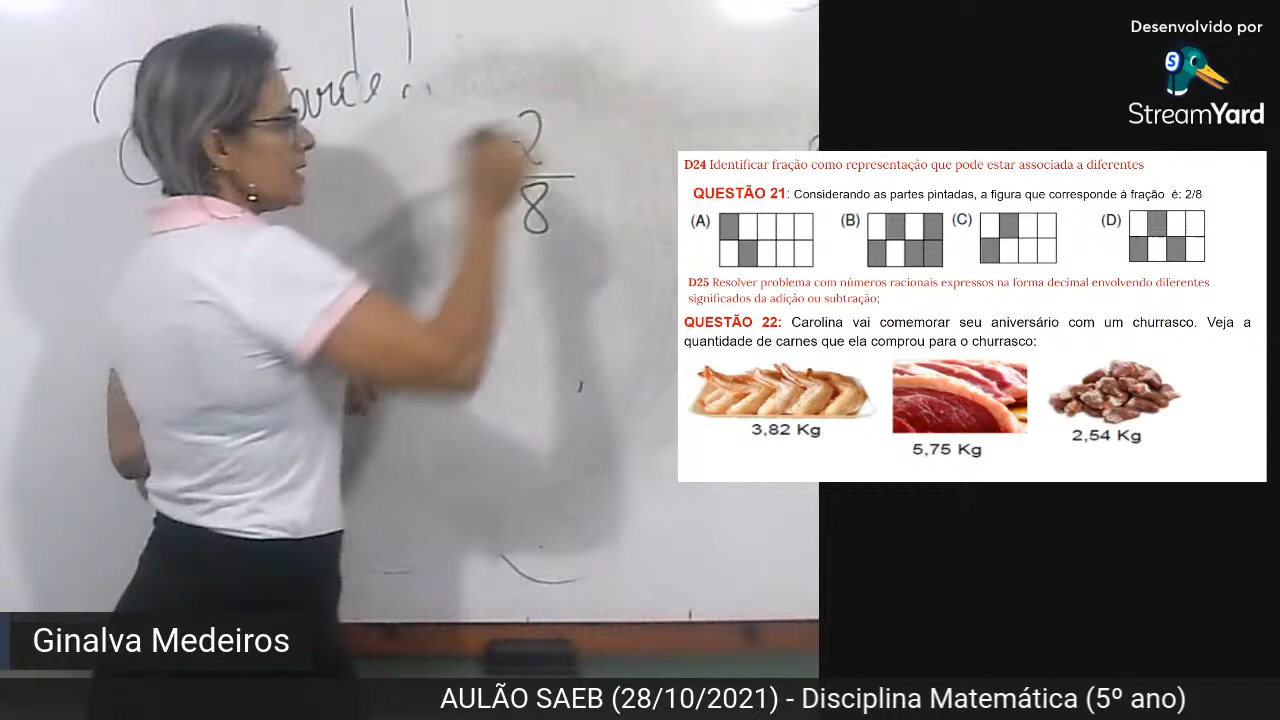 Tarde!
2
8
Desenvolvido por
StreamYard
D24 Identificar fração como representação que pode estar associada a diferentes
QUESTÃO 21: Considerando as partes pintadas, a figura que corresponde à fração é: 2/8
(A) (B) (C) (D)
D25 Resolver problema com números racionais expressos na forma decimal envolvendo diferentes
significados da adição ou subtração;
QUESTÃO 22: Carolina vai comemorar seu aniversário com um churrasco. Veja a
quantidade de carnes que ela comprou para o churrasco:
3,82 Kg
5,75 Kg
2,54 Kg
Ginalva Medeiros
AULÃO SAEB (28/10/2021) - Disciplina Matemática (5º ano)